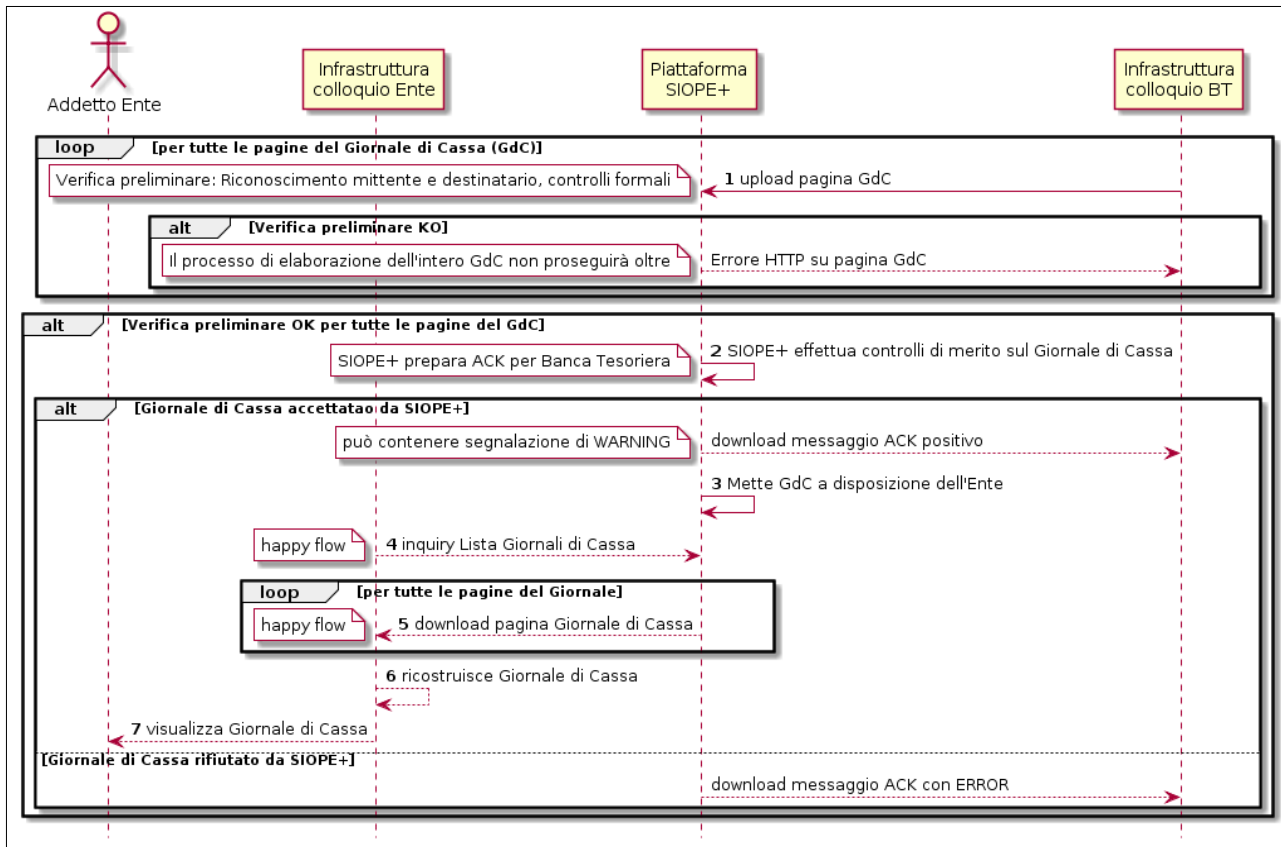 Addetto Ente
Infrastruttura
colloquio Ente
Piattaforma
SIOPE+
Infrastruttura
colloquio BT
loop [per tutte le pagine del Giornale di Cassa (GdC)]
Verifica preliminare: Riconoscimento mittente e destinatario, controlli formali
1 upload pagina GdC
alt [Verifica preliminare KO]
Il processo di elaborazione dell'intero GdC non proseguirà oltre
Errore HTTP su pagina GdC
alt [Verifica preliminare OK per tutte le pagine del GdC]
SIOPE+ prepara ACK per Banca Tesoriera
2 SIOPE+ effettua controlli di merito sul Giornale di Cassa
alt [Giornale di Cassa accettatao da SIOPE+]
può contenere segnalazione di WARNING
download messaggio ACK positivo
3 Mette GdC a disposizione dell'Ente
happy flow
4 inquiry Lista Giornali di Cassa
loop [per tutte le pagine del Giornale]
happy flow
5 download pagina Giornale di Cassa
6 ricostruisce Giornale di Cassa
7 visualizza Giornale di Cassa
[Giornale di Cassa rifiutato da SIOPE+]
download messaggio ACK con ERROR